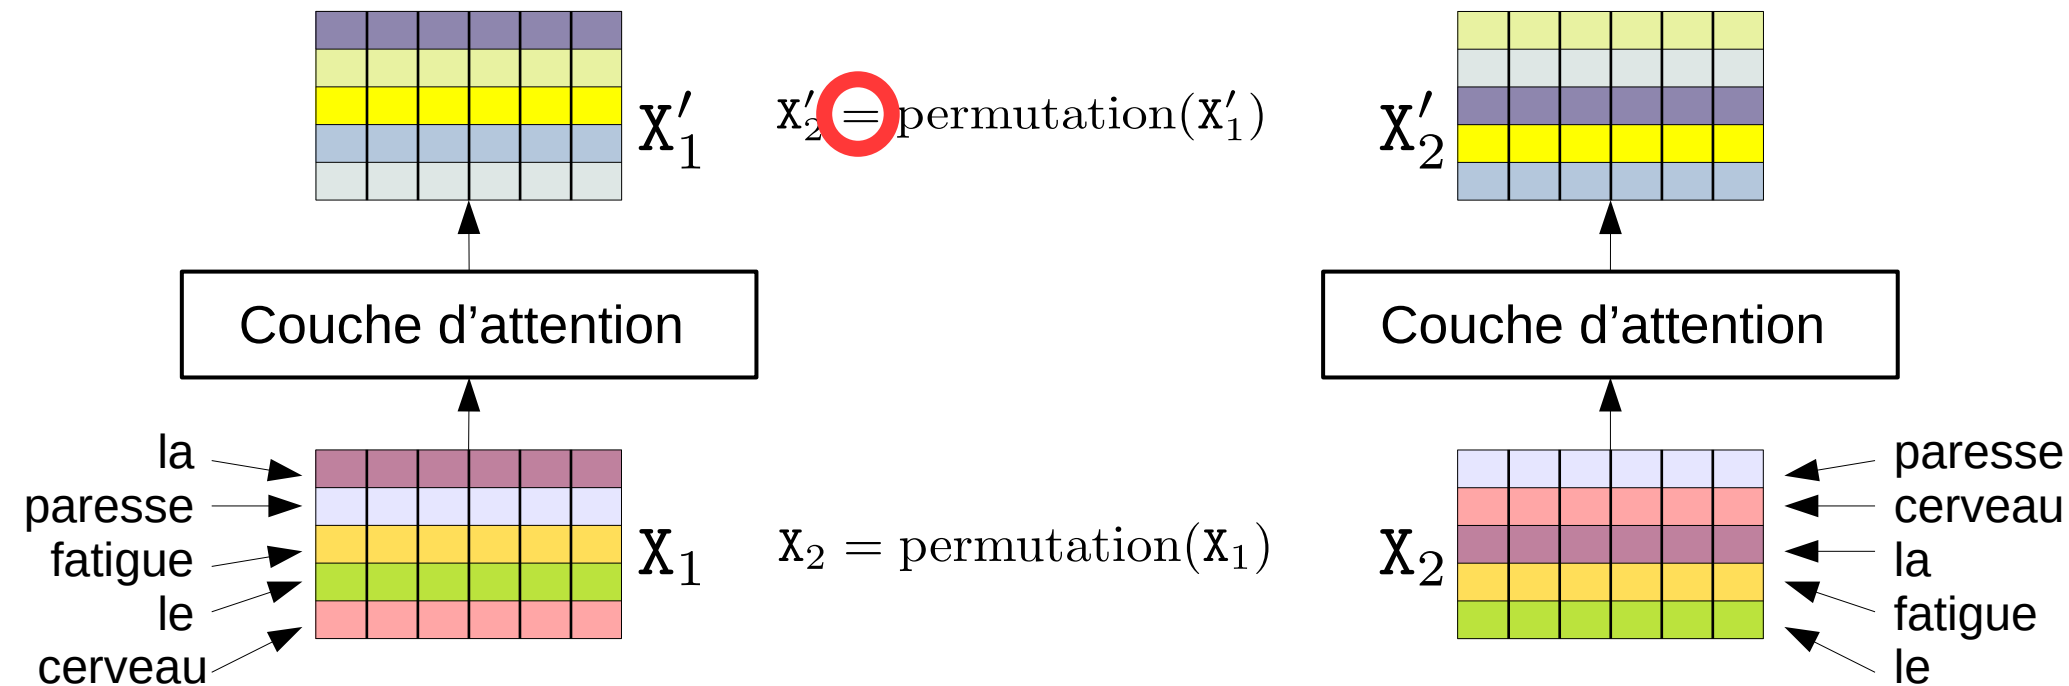 X′₁
X′₂ = permutation(X′₁)
X′₂
Couche d’attention
Couche d’attention
la
paresse
fatigue
le
cerveau
X₁
X₂ = permutation(X₁)
X₂
paresse
cerveau
la
fatigue
le